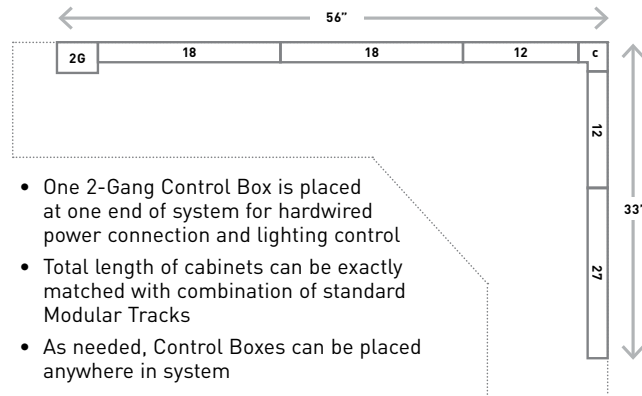 56”
2G 18 18 12 c
12
33”
27
• One 2-Gang Control Box is placed
at one end of system for hardwired
power connection and lighting control
• Total length of cabinets can be exactly
matched with combination of standard
Modular Tracks
• As needed, Control Boxes can be placed
anywhere in system